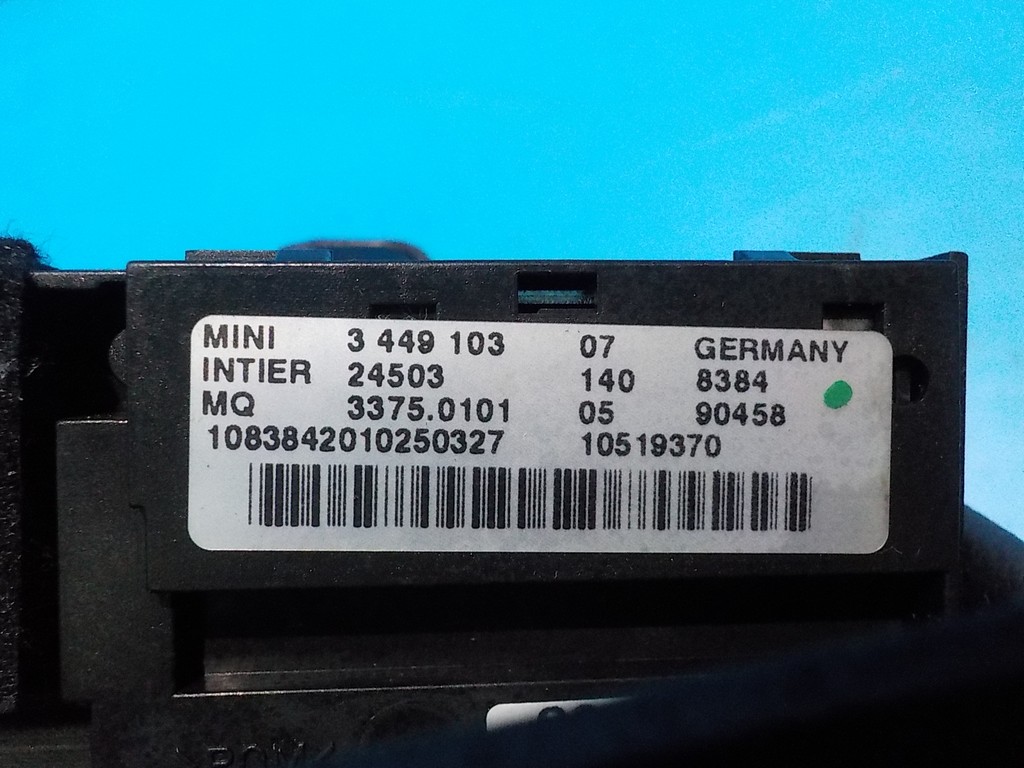 MINI 3 449 103 07 GERMANY
INTIER 24503 140 8384
MQ 3375.0101 05 90458
1083842010250327 10519370